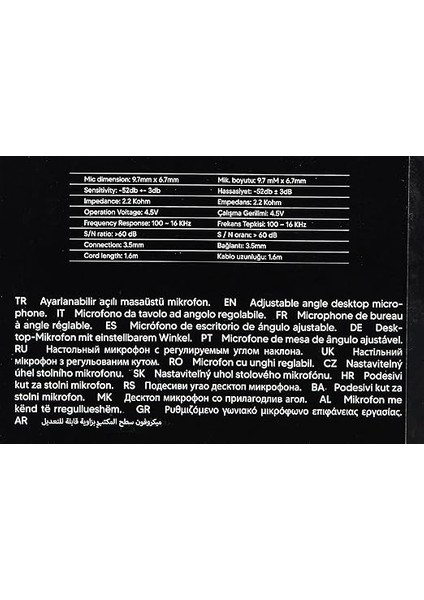 Mic dimension: 9.7mm × 6.7mm Mik. boyutu: 9.7 mM x 6.7mm
Sensitivity: -52db +- 3db Hassasiyet: -52dB ± 3dB
Impedance: 2.2 Kohm Empedans: 2.2 Kohm
Operation Voltage: 4.5V Çalışma Gerilimi: 4.5V
Frequency Response: 100 – 16 KHz Frekans Tepkisi: 100 – 16 KHz
S/N ratio: >60 dB S / N oranı: > 60 dB
Connection: 3.5mm Bağlantı: 3.5mm
Cord length: 1.6m Kablo uzunluğu: 1.6m
TR Ayarlanabilir açılı masaüstü mikrofon. EN Adjustable angle desktop micro-
phone. IT Microfono da tavolo ad angolo regolabile. FR Microphone de bureau
à angle réglable. ES Micrófono de escritorio de ángulo ajustable. DE Desk-
top-Mikrofon mit einstellbarem Winkel. PT Microfone de mesa de ângulo ajustável.
RU Настольный микрофон с регулируемым углом наклона. UK Настільний
мікрофон з регульованим кутом. RO Microfon cu unghi reglabil. CZ Nastavitelný
úhel stolního mikrofonu. SK Nastaviteľný uhol stolového mikrofónu. HR Podesivi
kut za stolni mikrofon. RS Подесиви угао десктоп микрофона. BA Podesivi kut za
stolni mikrofon. MK Десктоп микрофон со прилагодлив агол. AL Mikrofon me
kënd të rregullueshëm. GR Ρυθμιζόμενο γωνιακό μικρόφωνο επιφάνειας εργασίας.
AR ميكروفون سطح المكتب بزاوية قابلة للتعديل